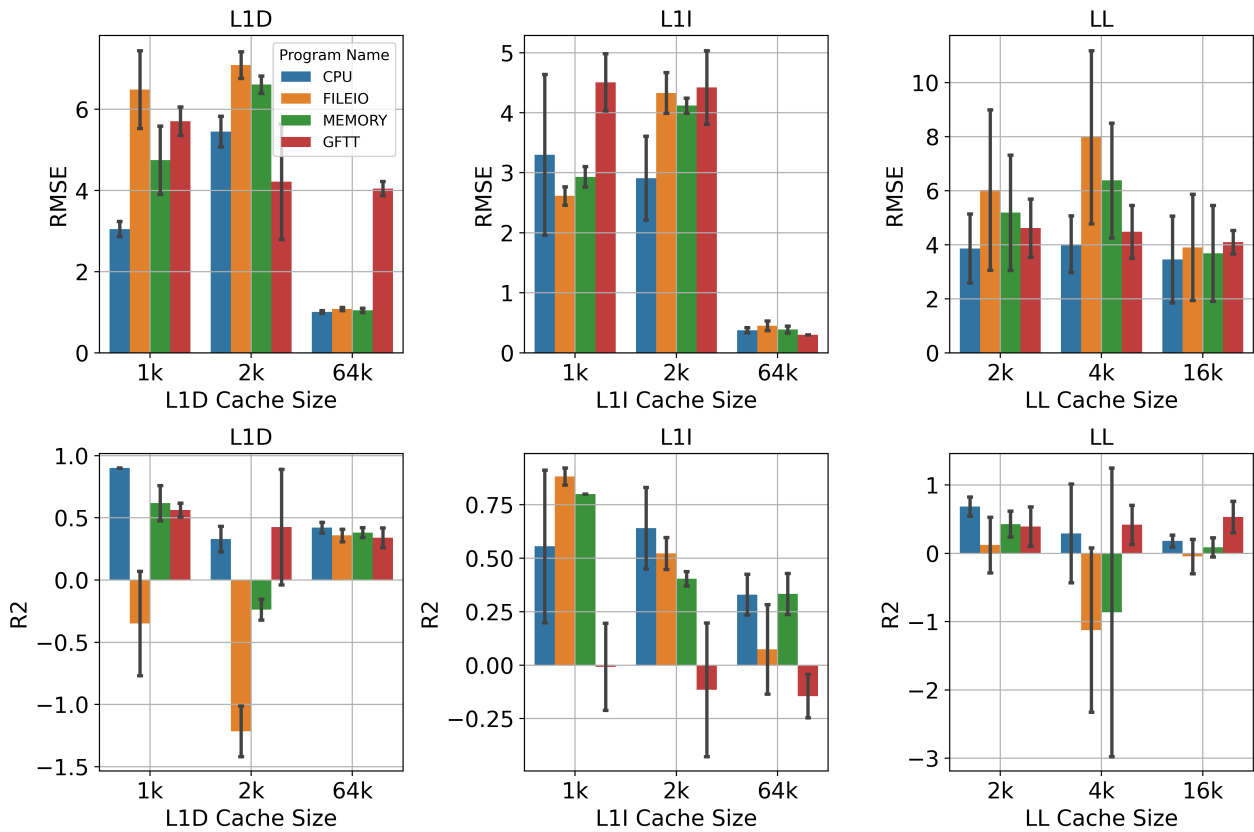 L1D
RMSE
6
4
2
0
1k
2k
64k
L1D Cache Size
Program Name
CPU
FILEIO
MEMORY
GFTT
L1I
RMSE
5
4
3
2
1
0
1k
2k
64k
L1I Cache Size
LL
RMSE
10
8
6
4
2
0
2k
4k
16k
LL Cache Size
L1D
R2
1.0
0.5
0.0
−0.5
−1.0
−1.5
1k
2k
64k
L1D Cache Size
L1I
R2
0.75
0.50
0.25
0.00
−0.25
1k
2k
64k
L1I Cache Size
LL
R2
1
0
−1
−2
−3
2k
4k
16k
LL Cache Size